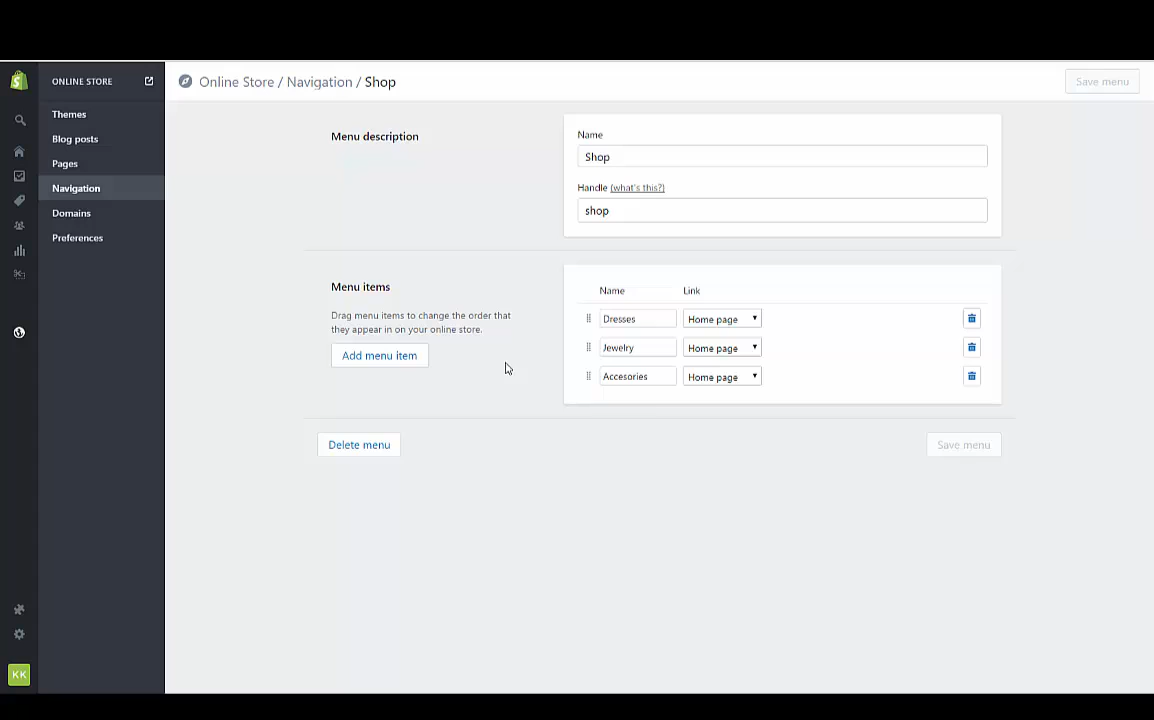 ONLINE STORE
Online Store / Navigation / Shop
Save menu
Themes
Blog posts
Pages
Navigation
Domains
Preferences
Menu description
Name
Shop
Handle (what's this?)
shop
Menu items
Drag menu items to change the order that
they appear in on your online store.
Add menu item
Name Link
Dresses Home page
Jewelry Home page
Accesories Home page
Delete menu
Save menu
KK